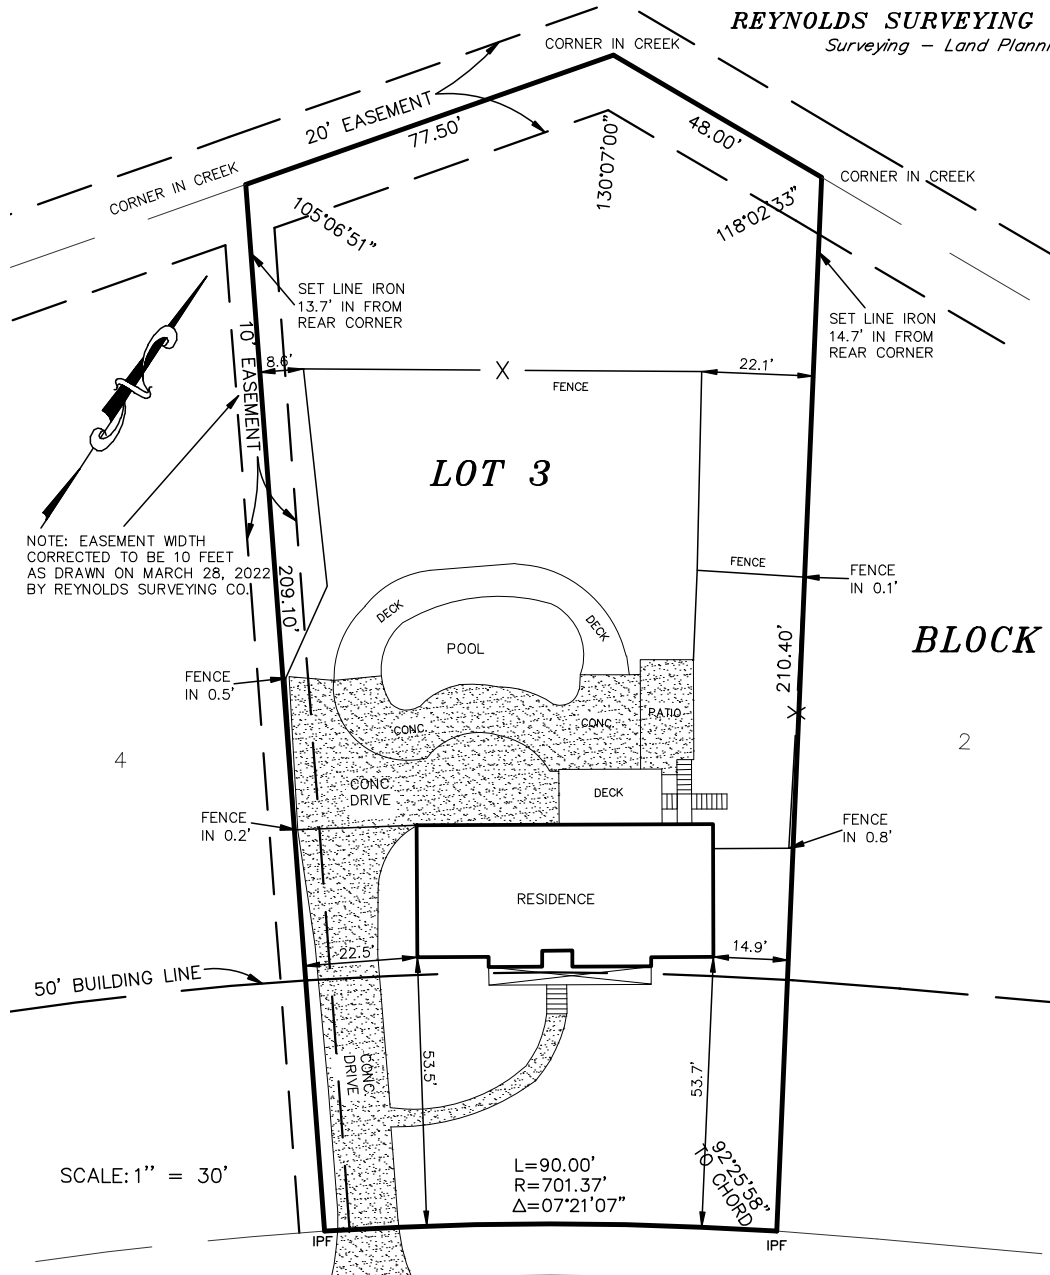 REYNOLDS SURVEYING
Surveying – Land Planni
CORNER IN CREEK
20' EASEMENT
77.50'
48.00'
CORNER IN CREEK
CORNER IN CREEK
105°06'51"
130°07'00"
118°02'33"
SET LINE IRON
13.7' IN FROM
REAR CORNER
SET LINE IRON
14.7' IN FROM
REAR CORNER
10' EASEMENT
8.6'
X
22.1'
FENCE
LOT 3
NOTE: EASEMENT WIDTH
CORRECTED TO BE 10 FEET
AS DRAWN ON MARCH 28, 2022
BY REYNOLDS SURVEYING CO.
209.10'
FENCE
FENCE
IN 0.1'
DECK
DECK
POOL
BLOCK
210.40'
FENCE
IN 0.5'
CONC.
CONC.
PATIO
X
4
2
CONC.
DRIVE
DECK
FENCE
IN 0.2'
FENCE
IN 0.8'
RESIDENCE
22.5'
14.9'
50' BUILDING LINE
CONC.
DRIVE
53.5'
53.7'
SCALE: 1" = 30'
L=90.00'
R=701.37'
Δ=07°21'07"
92°25'58"
TO CHORD
IPF
IPF